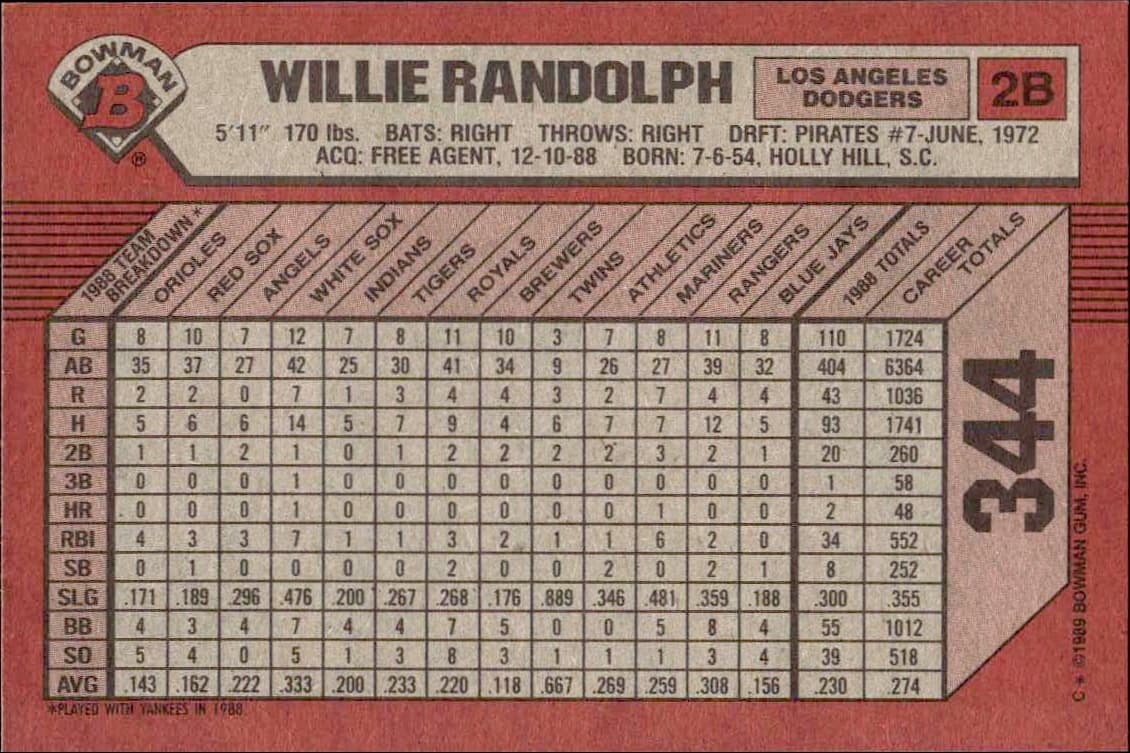 BOWMAN
B
®
WILLIE RANDOLPH
LOS ANGELES
DODGERS
2B
5'11" 170 lbs. BATS: RIGHT THROWS: RIGHT DRFT: PIRATES #7-JUNE, 1972
ACQ: FREE AGENT, 12-10-88 BORN: 7-6-54, HOLLY HILL, S.C.
1988 TEAM BREAKDOWN * ORIOLES RED SOX ANGELS WHITE SOX INDIANS TIGERS ROYALS BREWERS TWINS ATHLETICS MARINERS RANGERS BLUE JAYS 1988 TOTALS CAREER TOTALS
G 8 10 7 12 7 8 11 10 3 7 8 11 8 110 1724
AB 35 37 27 42 25 30 41 34 9 26 27 39 32 404 6364
R 2 2 0 7 1 3 4 4 3 2 7 4 4 43 1036
H 5 6 6 14 5 7 9 4 6 7 7 12 5 93 1741
2B 1 1 2 1 0 1 2 2 2 2 3 2 1 20 260
3B 0 0 0 1 0 0 0 0 0 0 0 0 0 1 58
HR 0 0 0 1 0 0 0 0 0 0 1 0 0 2 48
RBI 4 3 3 7 1 1 3 2 1 1 6 2 0 34 552
SB 0 1 0 0 0 0 2 0 0 2 0 2 1 8 252
SLG .171 .189 .296 .476 .200 .267 .268 .176 .889 .346 .481 .359 .188 .300 .355
BB 4 3 4 7 4 4 7 5 0 0 5 8 4 55 1012
SO 5 4 0 5 1 3 8 3 1 1 1 3 4 39 518
AVG .143 .162 .222 .333 .200 .233 .220 .118 .667 .269 .259 .308 .156 .230 .274
344
*PLAYED WITH YANKEES IN 1988
C * ©1989 BOWMAN GUM, INC.